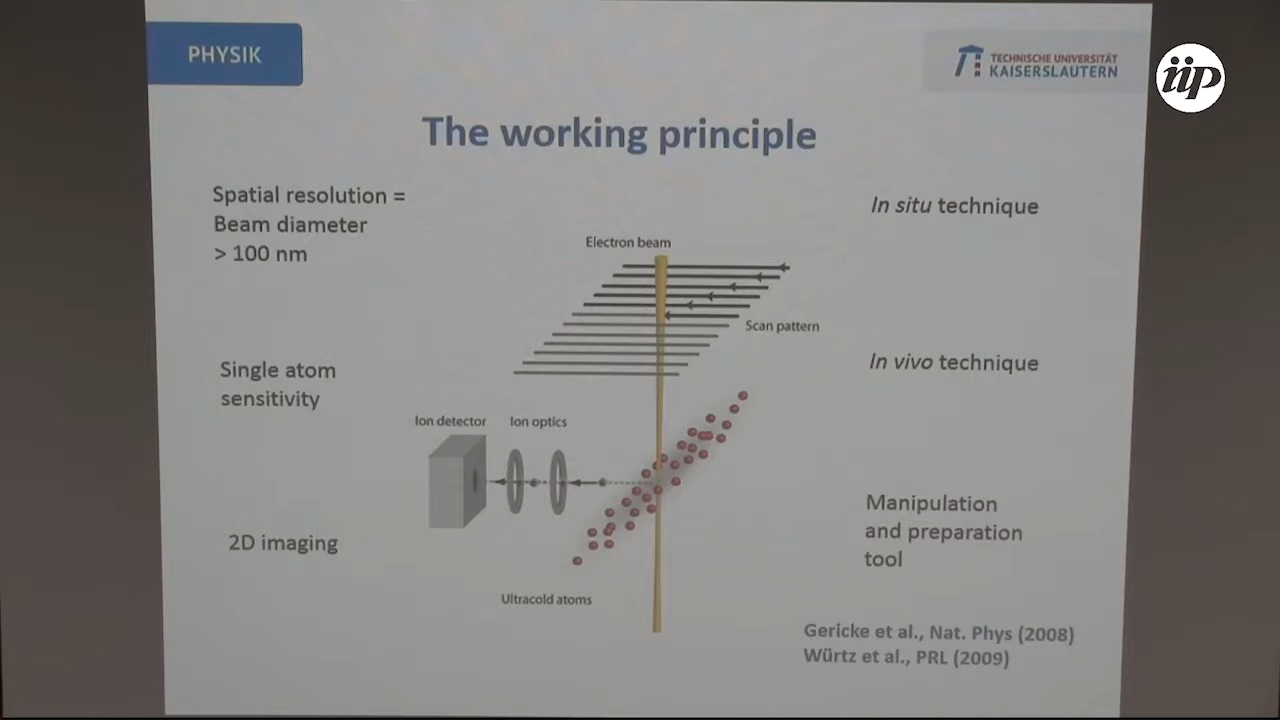 PHYSIK
TECHNISCHE UNIVERSITÄT
KAISERSLAUTERN
iip
The working principle
Spatial resolution =
Beam diameter
> 100 nm
In situ technique
Electron beam
Scan pattern
In vivo technique
Single atom
sensitivity
Ion detector
Ion optics
Manipulation
and preparation
tool
2D imaging
Ultracold atoms
Gericke et al., Nat. Phys (2008)
Würtz et al., PRL (2009)